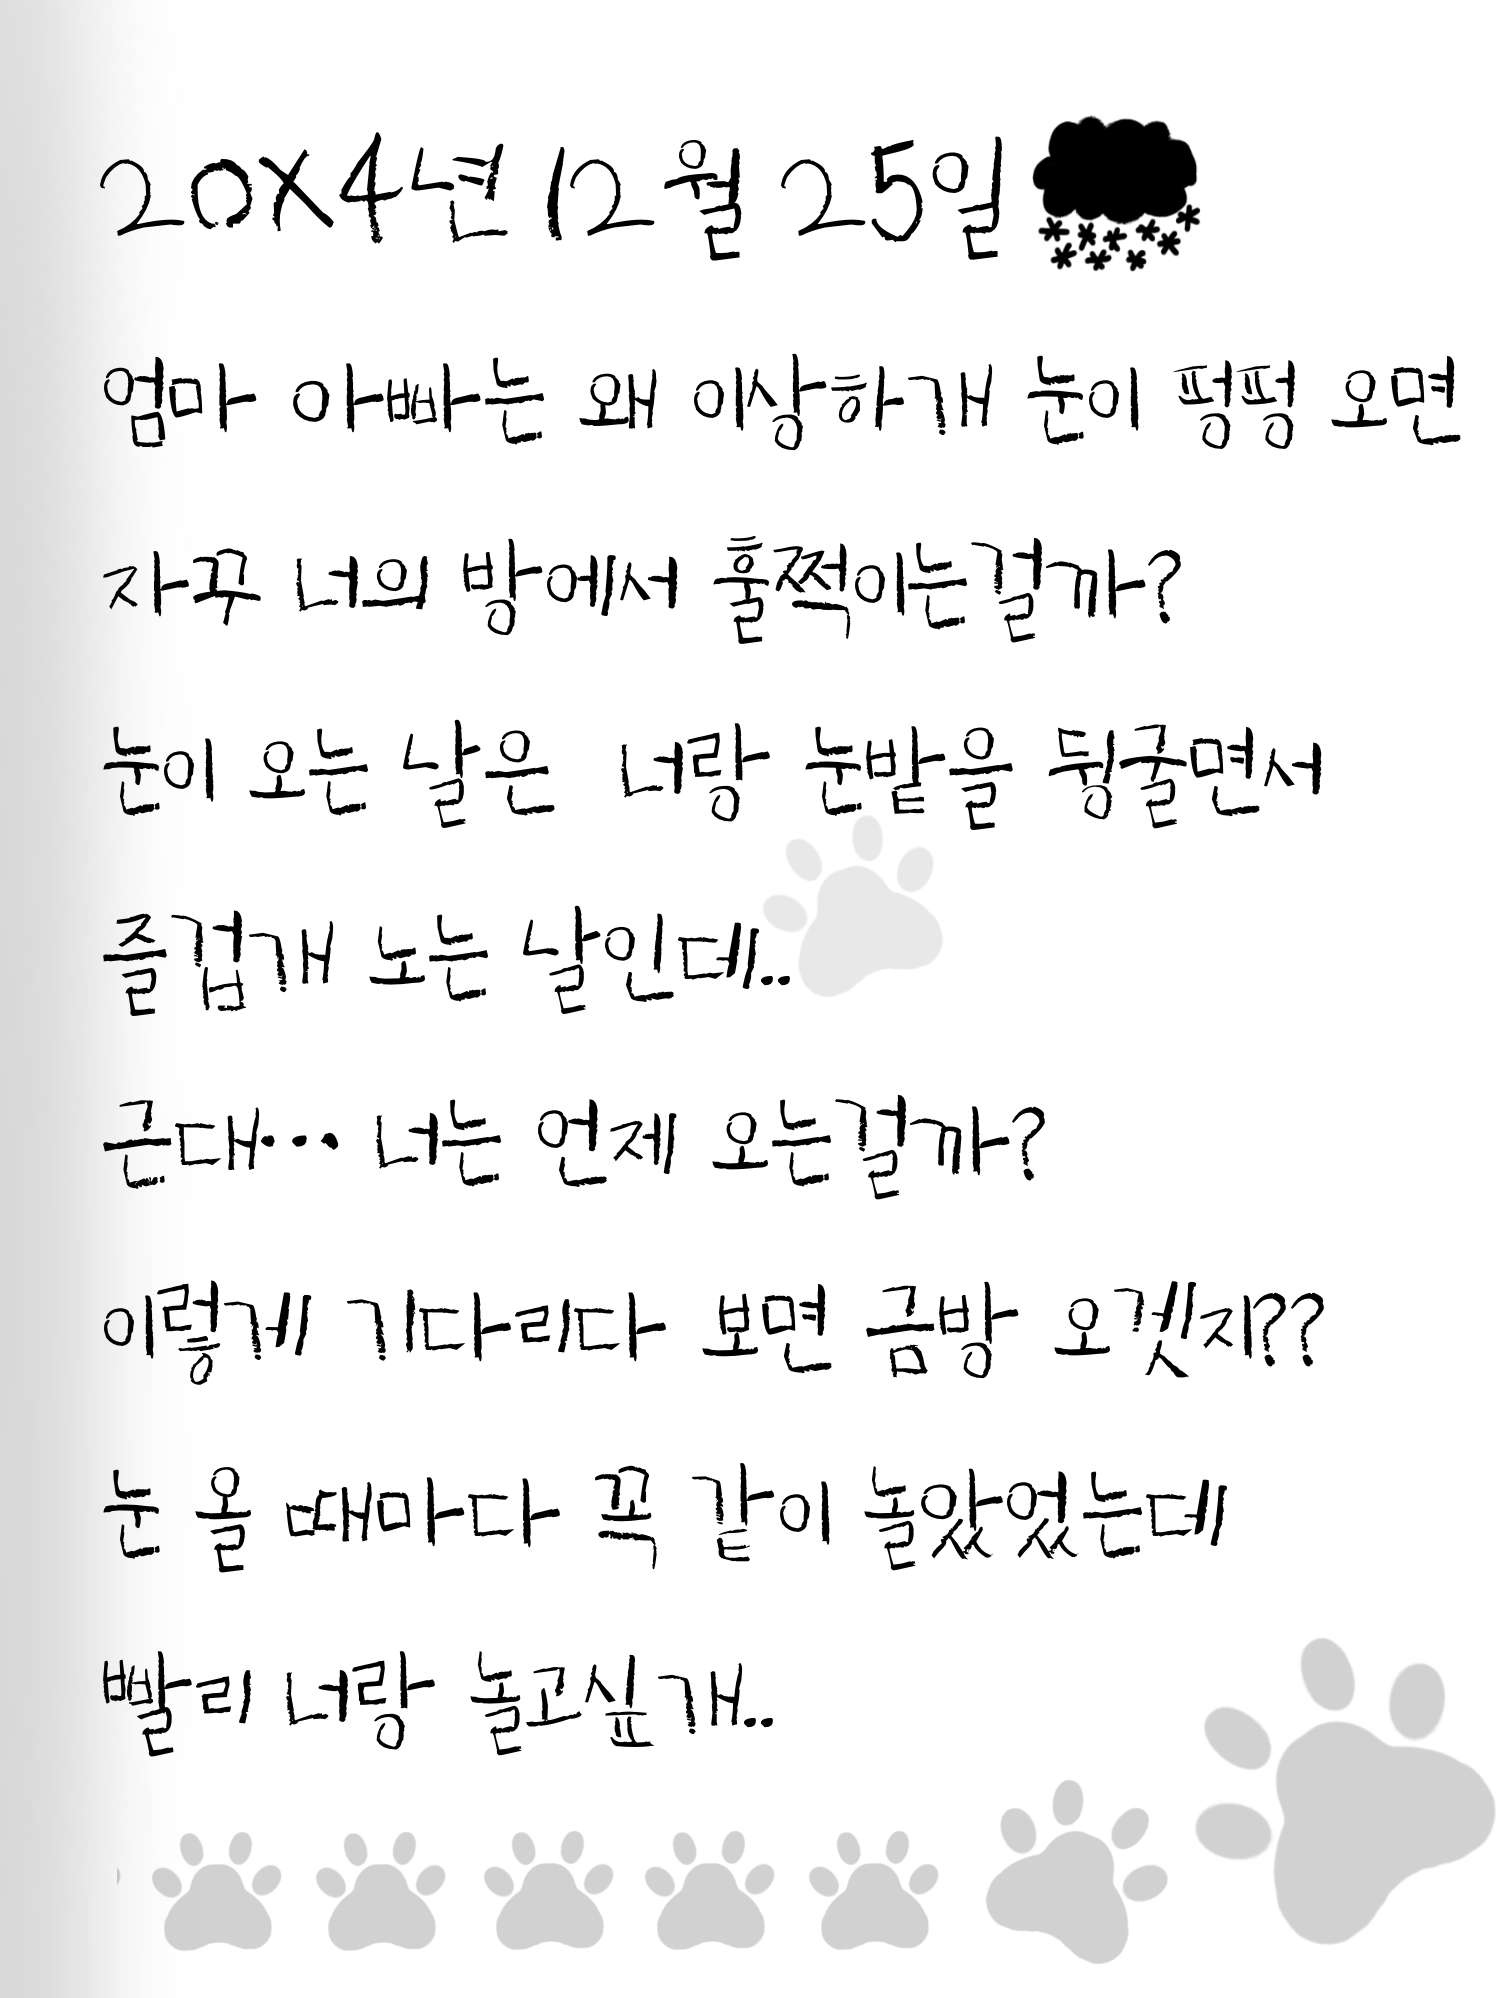 20X4년 12월 25일
엄마 아빠는 왜 이상하개 눈이 펑펑 오면
자꾸 너의 방에서 훌쩍이는걸까?
눈이 오는 날은 너랑 눈밭을 뒹굴면서
즐겁개 노는 날인데..
근대... 너는 언제 오는걸까?
이렇게 기다리다 보면 금방 오겟지??
눈 올 때마다 꼭 같이 놀았었는데
빨리 너랑 놀고싶개..